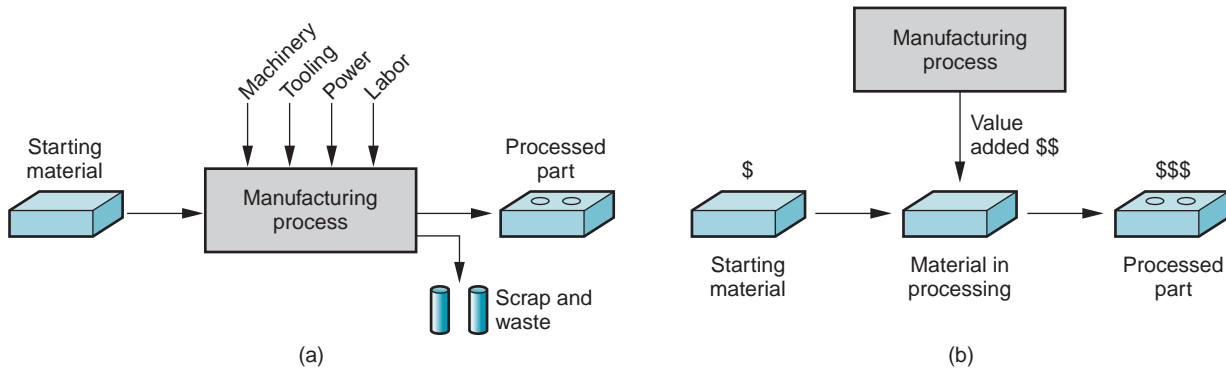 Machinery
Tooling
Power
Labor
Starting
material
Manufacturing
process
Processed
part
Scrap and
waste
(a)
Manufacturing
process
Value
added $$
$
$$$
Starting
material
Material in
processing
Processed
part
(b)